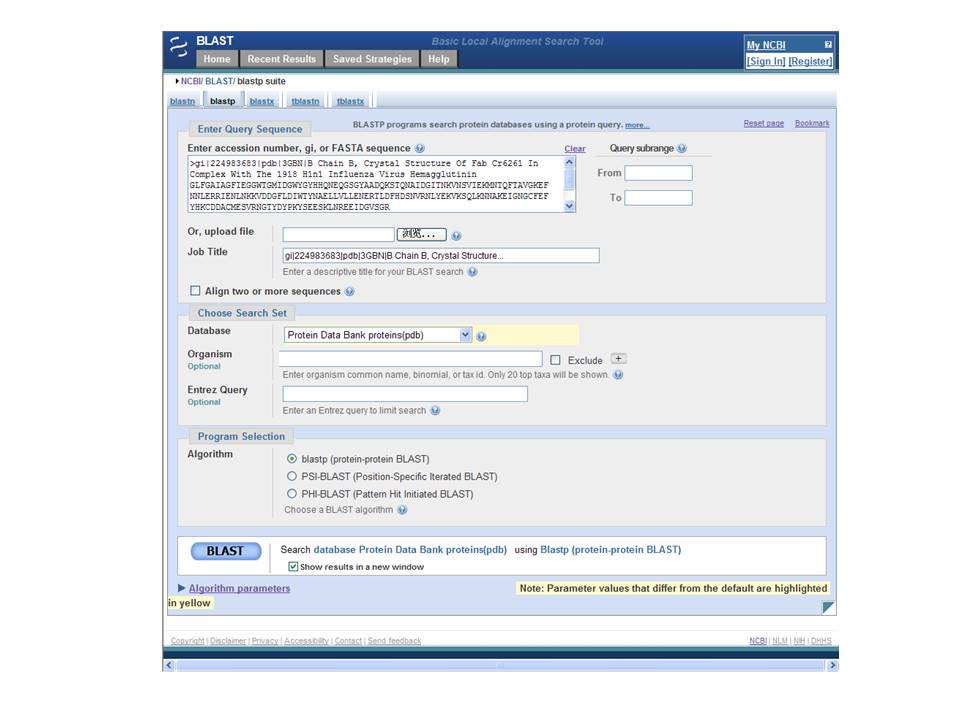 BLAST
Basic Local Alignment Search Tool
My NCBI
[Sign In] [Register]
Home
Recent Results
Saved Strategies
Help
NCBI/ BLAST/ blastp suite
blastn
blastp
blastx
tblastn
tblastx
Enter Query Sequence
BLASTP programs search protein databases using a protein query. more...
Reset page
Bookmark
Enter accession number, gi, or FASTA sequence
Clear
Query subrange
>gi|224983683|pdb|3GBN|B Chain B, Crystal Structure Of Fab Cr6261 In
Complex With The 1918 H1n1 Influenza Virus Hemagglutinin
GLFGAIAGFIEGGWTGMIDGWYGYHHQNEQGSGYAADQKSTQNAIDGITNKVNSVIEKMNTQFTAVGKEF
NNLERRIENLNKKVDDGFLDIWTYNAELLVLLENERTLDFHDSNVRNLYEKVKSQLKNNAKEIGNGCFEF
YHKCDDACMESVRNGTYDYPKYSEESKLNREEIDGVSGR
From
To
Or, upload file
浏览...
Job Title
gi|224983683|pdb|3GBN|B Chain B, Crystal Structure...
Enter a descriptive title for your BLAST search
Align two or more sequences
Choose Search Set
Database
Protein Data Bank proteins(pdb)
Organism
Optional
Exclude
+
Enter organism common name, binomial, or tax id. Only 20 top taxa will be shown.
Entrez Query
Optional
Enter an Entrez query to limit search
Program Selection
Algorithm
blastp (protein-protein BLAST)
PSI-BLAST (Position-Specific Iterated BLAST)
PHI-BLAST (Pattern Hit Initiated BLAST)
Choose a BLAST algorithm
BLAST
Search database Protein Data Bank proteins(pdb) using Blastp (protein-protein BLAST)
Show results in a new window
Algorithm parameters
Note: Parameter values that differ from the default are highlighted
in yellow
Copyright | Disclaimer | Privacy | Accessibility | Contact | Send feedback
NCBI | NLM | NIH | DHHS